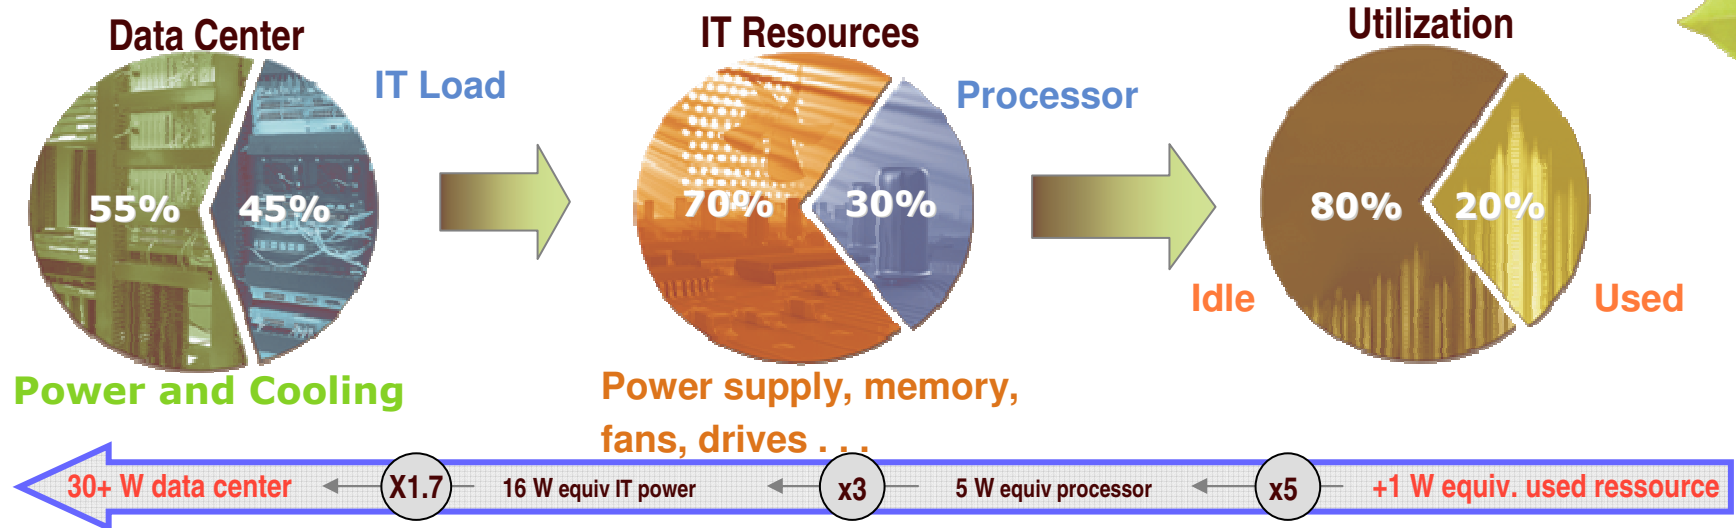 Data Center
IT Resources
Utilization
IT Load
Processor
55%
45%
70%
30%
80%
20%
Idle
Used
Power and Cooling
Power supply, memory,
fans, drives . . .
30+ W data center
X1.7
16 W equiv IT power
x3
5 W equiv processor
x5
+1 W equiv. used ressource